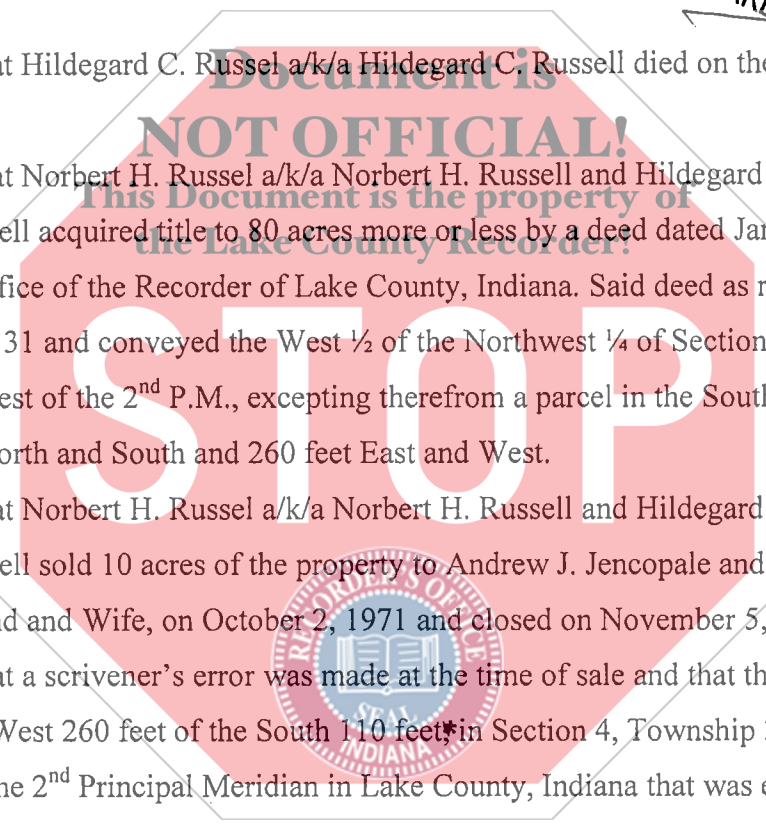 at Hildegard C. Russel a/k/a Hildegard C. Russell died on the
Document is
NOT OFFICIAL!
at Norbert H. Russel a/k/a Norbert H. Russell and Hildegard
This Document is the property of
ell acquired title to 80 acres more or less by a deed dated Jan
the Lake County Recorder!
fice of the Recorder of Lake County, Indiana. Said deed as r
31 and conveyed the West ½ of the Northwest ¼ of Section
est of the 2nd P.M., excepting therefrom a parcel in the South
orth and South and 260 feet East and West.
STOP
at Norbert H. Russel a/k/a Norbert H. Russell and Hildegard
ell sold 10 acres of the property to Andrew J. Jencopale and
nd and Wife, on October 2, 1971 and closed on November 5,
at a scrivener's error was made at the time of sale and that th
West 260 feet of the South 110 feet,* in Section 4, Township
ne 2nd Principal Meridian in Lake County, Indiana that was e
RECORDER'S OFFICE
SEAL
INDIANA